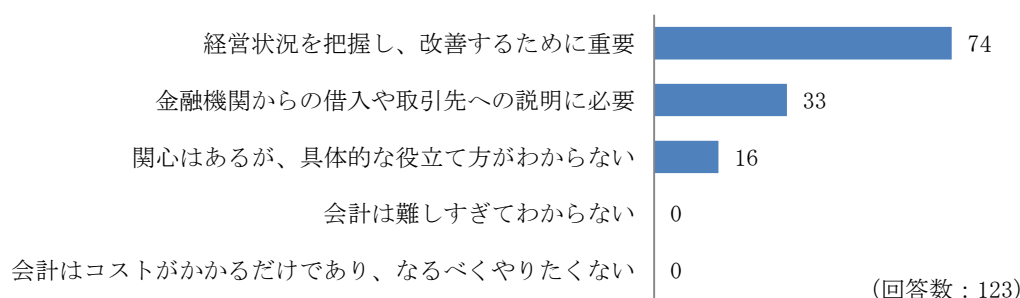 経営状況を把握し、改善するために重要 74
金融機関からの借入や取引先への説明に必要 33
関心はあるが、具体的な役立て方がわからない 16
会計は難しすぎてわからない 0
会計はコストがかかるだけであり、なるべくやりたくない 0
(回答数:123)